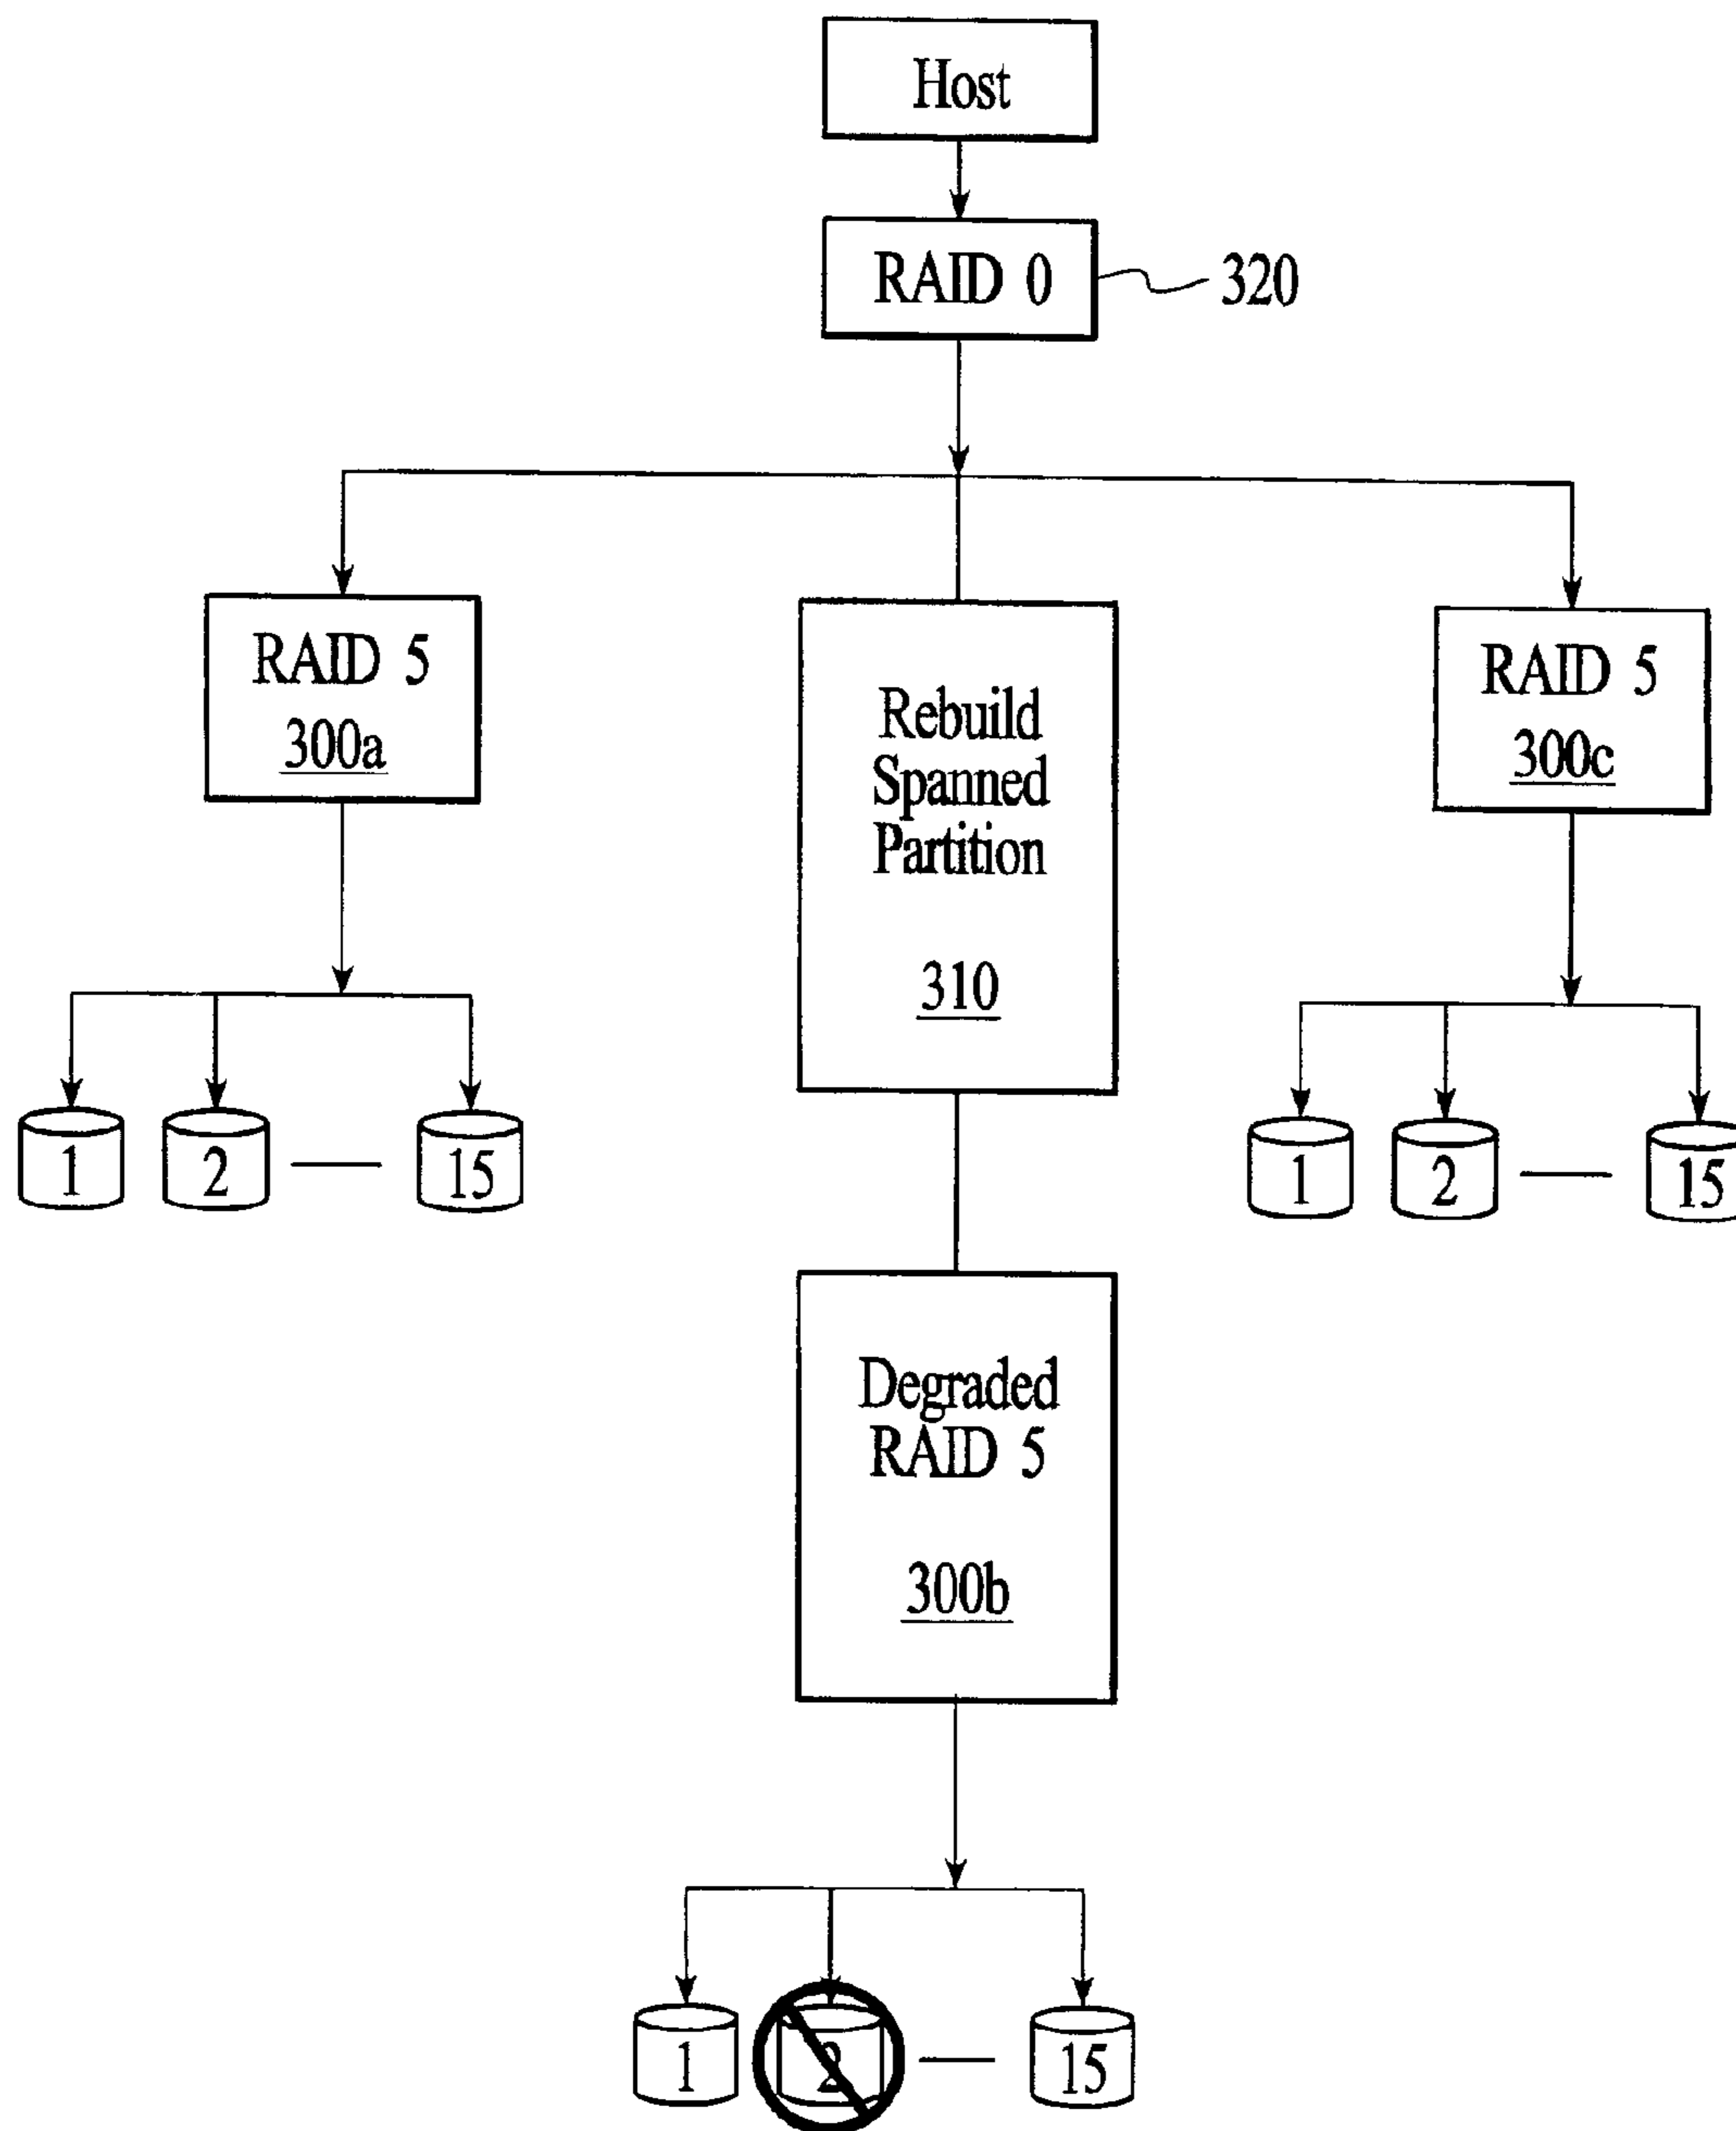 Host
RAID 0
320
RAID 5
300a
Rebuild
Spanned
Partition
310
RAID 5
300c
1
2
15
1
2
15
Degraded
RAID 5
300b
1
2
15